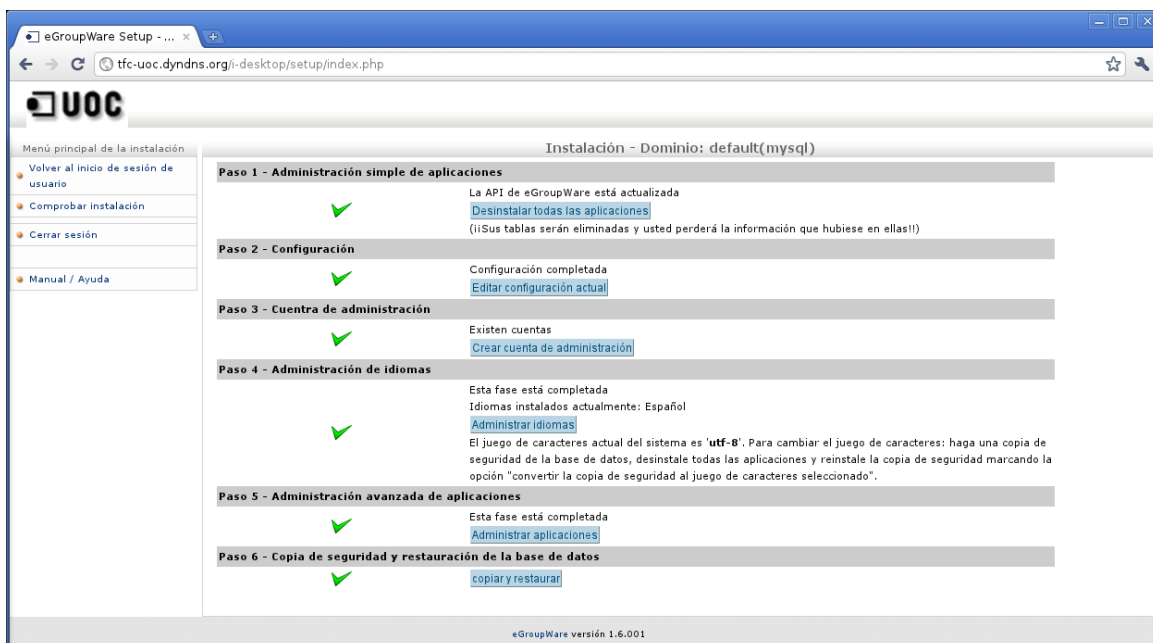 eGroupWare Setup - ...
tfc-uoc.dyndns.org/i-desktop/setup/index.php
UOC
Menú principal de la instalación
Volver al inicio de sesión de
usuario
Comprobar instalación
Cerrar sesión
Manual / Ayuda
Instalación - Dominio: default(mysql)
Paso 1 - Administración simple de aplicaciones
La API de eGroupWare está actualizada
Desinstalar todas las aplicaciones
(¡¡Sus tablas serán eliminadas y usted perderá la información que hubiese en ellas!!)
Paso 2 - Configuración
Configuración completada
Editar configuración actual
Paso 3 - Cuentra de administración
Existen cuentas
Crear cuenta de administración
Paso 4 - Administración de idiomas
Esta fase está completada
Idiomas instalados actualmente: Español
Administrar idiomas
El juego de caracteres actual del sistema es 'utf-8'. Para cambiar el juego de caracteres: haga una copia de
seguridad de la base de datos, desinstale todas las aplicaciones y reinstale la copia de seguridad marcando la
opción "convertir la copia de seguridad al juego de caracteres seleccionado".
Paso 5 - Administración avanzada de aplicaciones
Esta fase está completada
Administrar aplicaciones
Paso 6 - Copia de seguridad y restauración de la base de datos
copiar y restaurar
eGroupWare versión 1.6.001